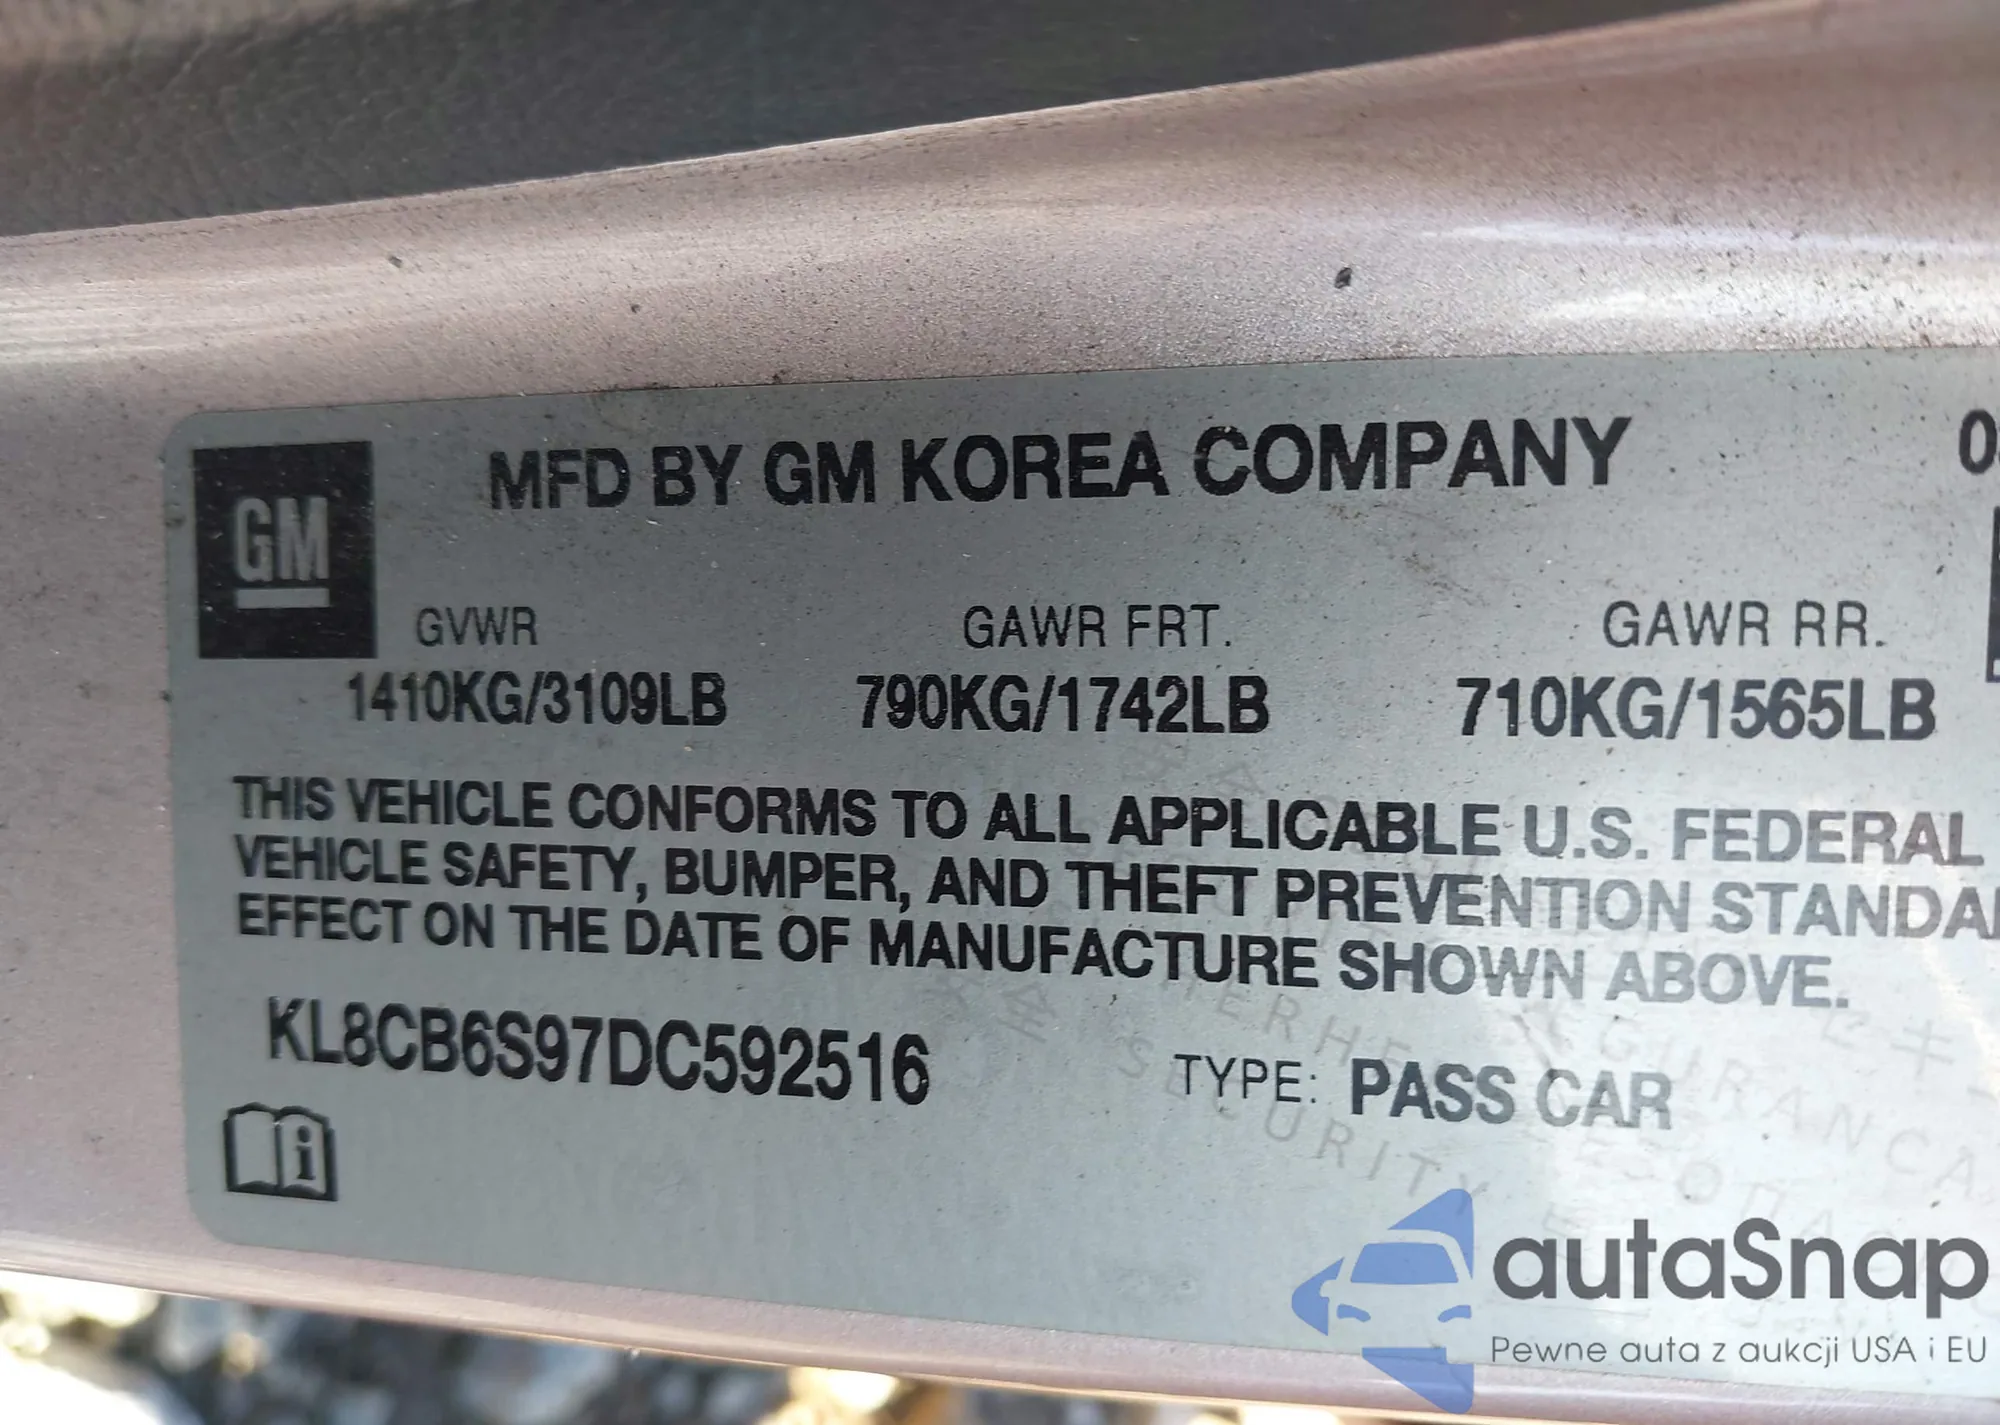 MFD BY GM KOREA COMPANY
GM
GVWR GAWR FRT. GAWR RR.
1410KG/3109LB 790KG/1742LB 710KG/1565LB
THIS VEHICLE CONFORMS TO ALL APPLICABLE U.S. FEDERAL
VEHICLE SAFETY, BUMPER, AND THEFT PREVENTION
EFFECT ON THE DATE OF MANUFACTURE SHOWN ABOVE.
KL8CB6S97DC592516
TYPE: PASS CAR
SECURITY
autaSnap
Pewne auta z aukcji USA i EU